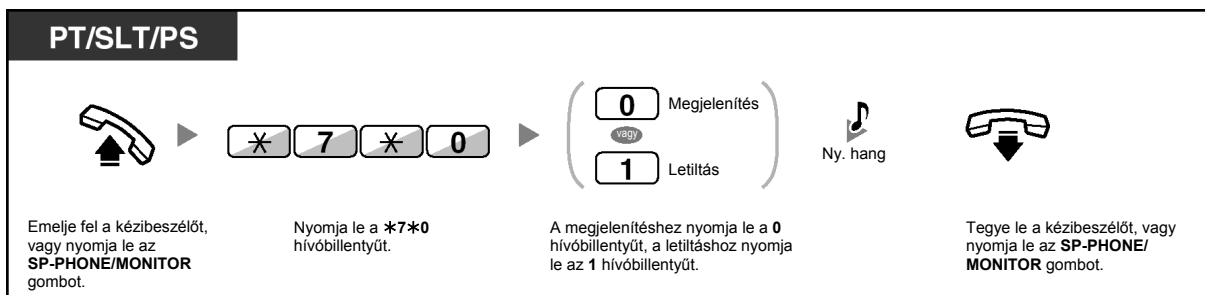 PT/SLT/PS
0 Megjelenítés
vagy
1 Letiltás
7 0
Ny. hang
Emelje fel a kézibeszélőt,
vagy nyomja le az
SP-PHONE/MONITOR
gombot.
Nyomja le a *7*0
hívóbillentyűt.
A megjelenítéshez nyomja le a 0
hívóbillentyűt, a letiltáshoz nyomja
le az 1 hívóbillentyűt.
Tegye le a kézibeszélőt, vagy
nyomja le az SP-PHONE/
MONITOR gombot.